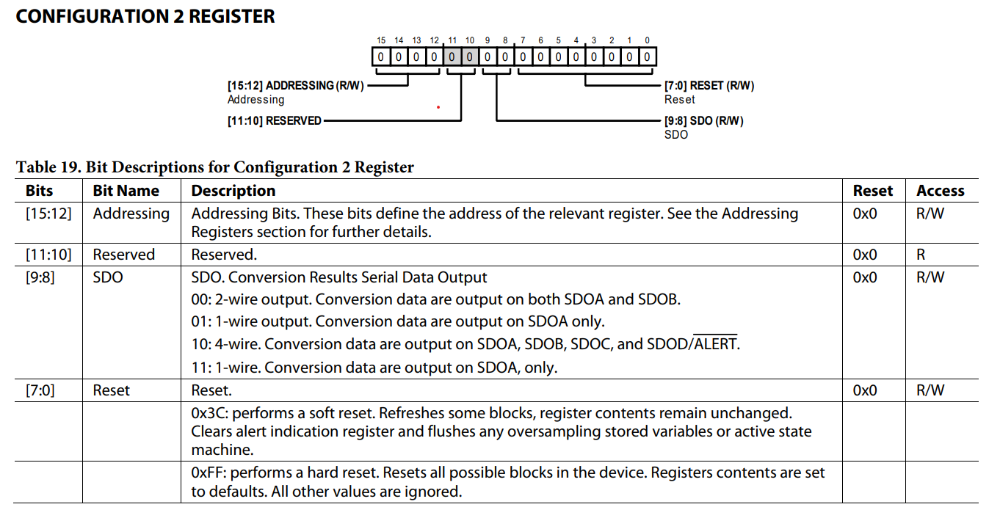 CONFIGURATION 2 REGISTER
15 14 13 12 11 10 9 8 7 6 5 4 3 2 1 0
0 0 0 0 0 0 0 0 0 0 0 0 0 0 0 0
[15:12] ADDRESSING (R/W)
Addressing
[11:10] RESERVED
[7:0] RESET (R/W)
Reset
[9:8] SDO (R/W)
SDO
Table 19. Bit Descriptions for Configuration 2 Register
Bits Bit Name Description Reset Access
[15:12] Addressing Addressing Bits. These bits define the address of the relevant register. See the Addressing 0x0 R/W
Registers section for further details.
[11:10] Reserved Reserved. 0x0 R
[9:8] SDO SDO. Conversion Results Serial Data Output 0x0 R/W
00: 2-wire output. Conversion data are output on both SDOA and SDOB.
01: 1-wire output. Conversion data are output on SDOA only.
10: 4-wire. Conversion data are output on SDOA, SDOB, SDOC, and SDOD/ALERT.
11: 1-wire. Conversion data are output on SDOA, only.
[7:0] Reset Reset. 0x0 R/W
0x3C: performs a soft reset. Refreshes some blocks, register contents remain unchanged.
Clears alert indication register and flushes any oversampling stored variables or active state
machine.
0xFF: performs a hard reset. Resets all possible blocks in the device. Registers contents are set
to defaults. All other values are ignored.